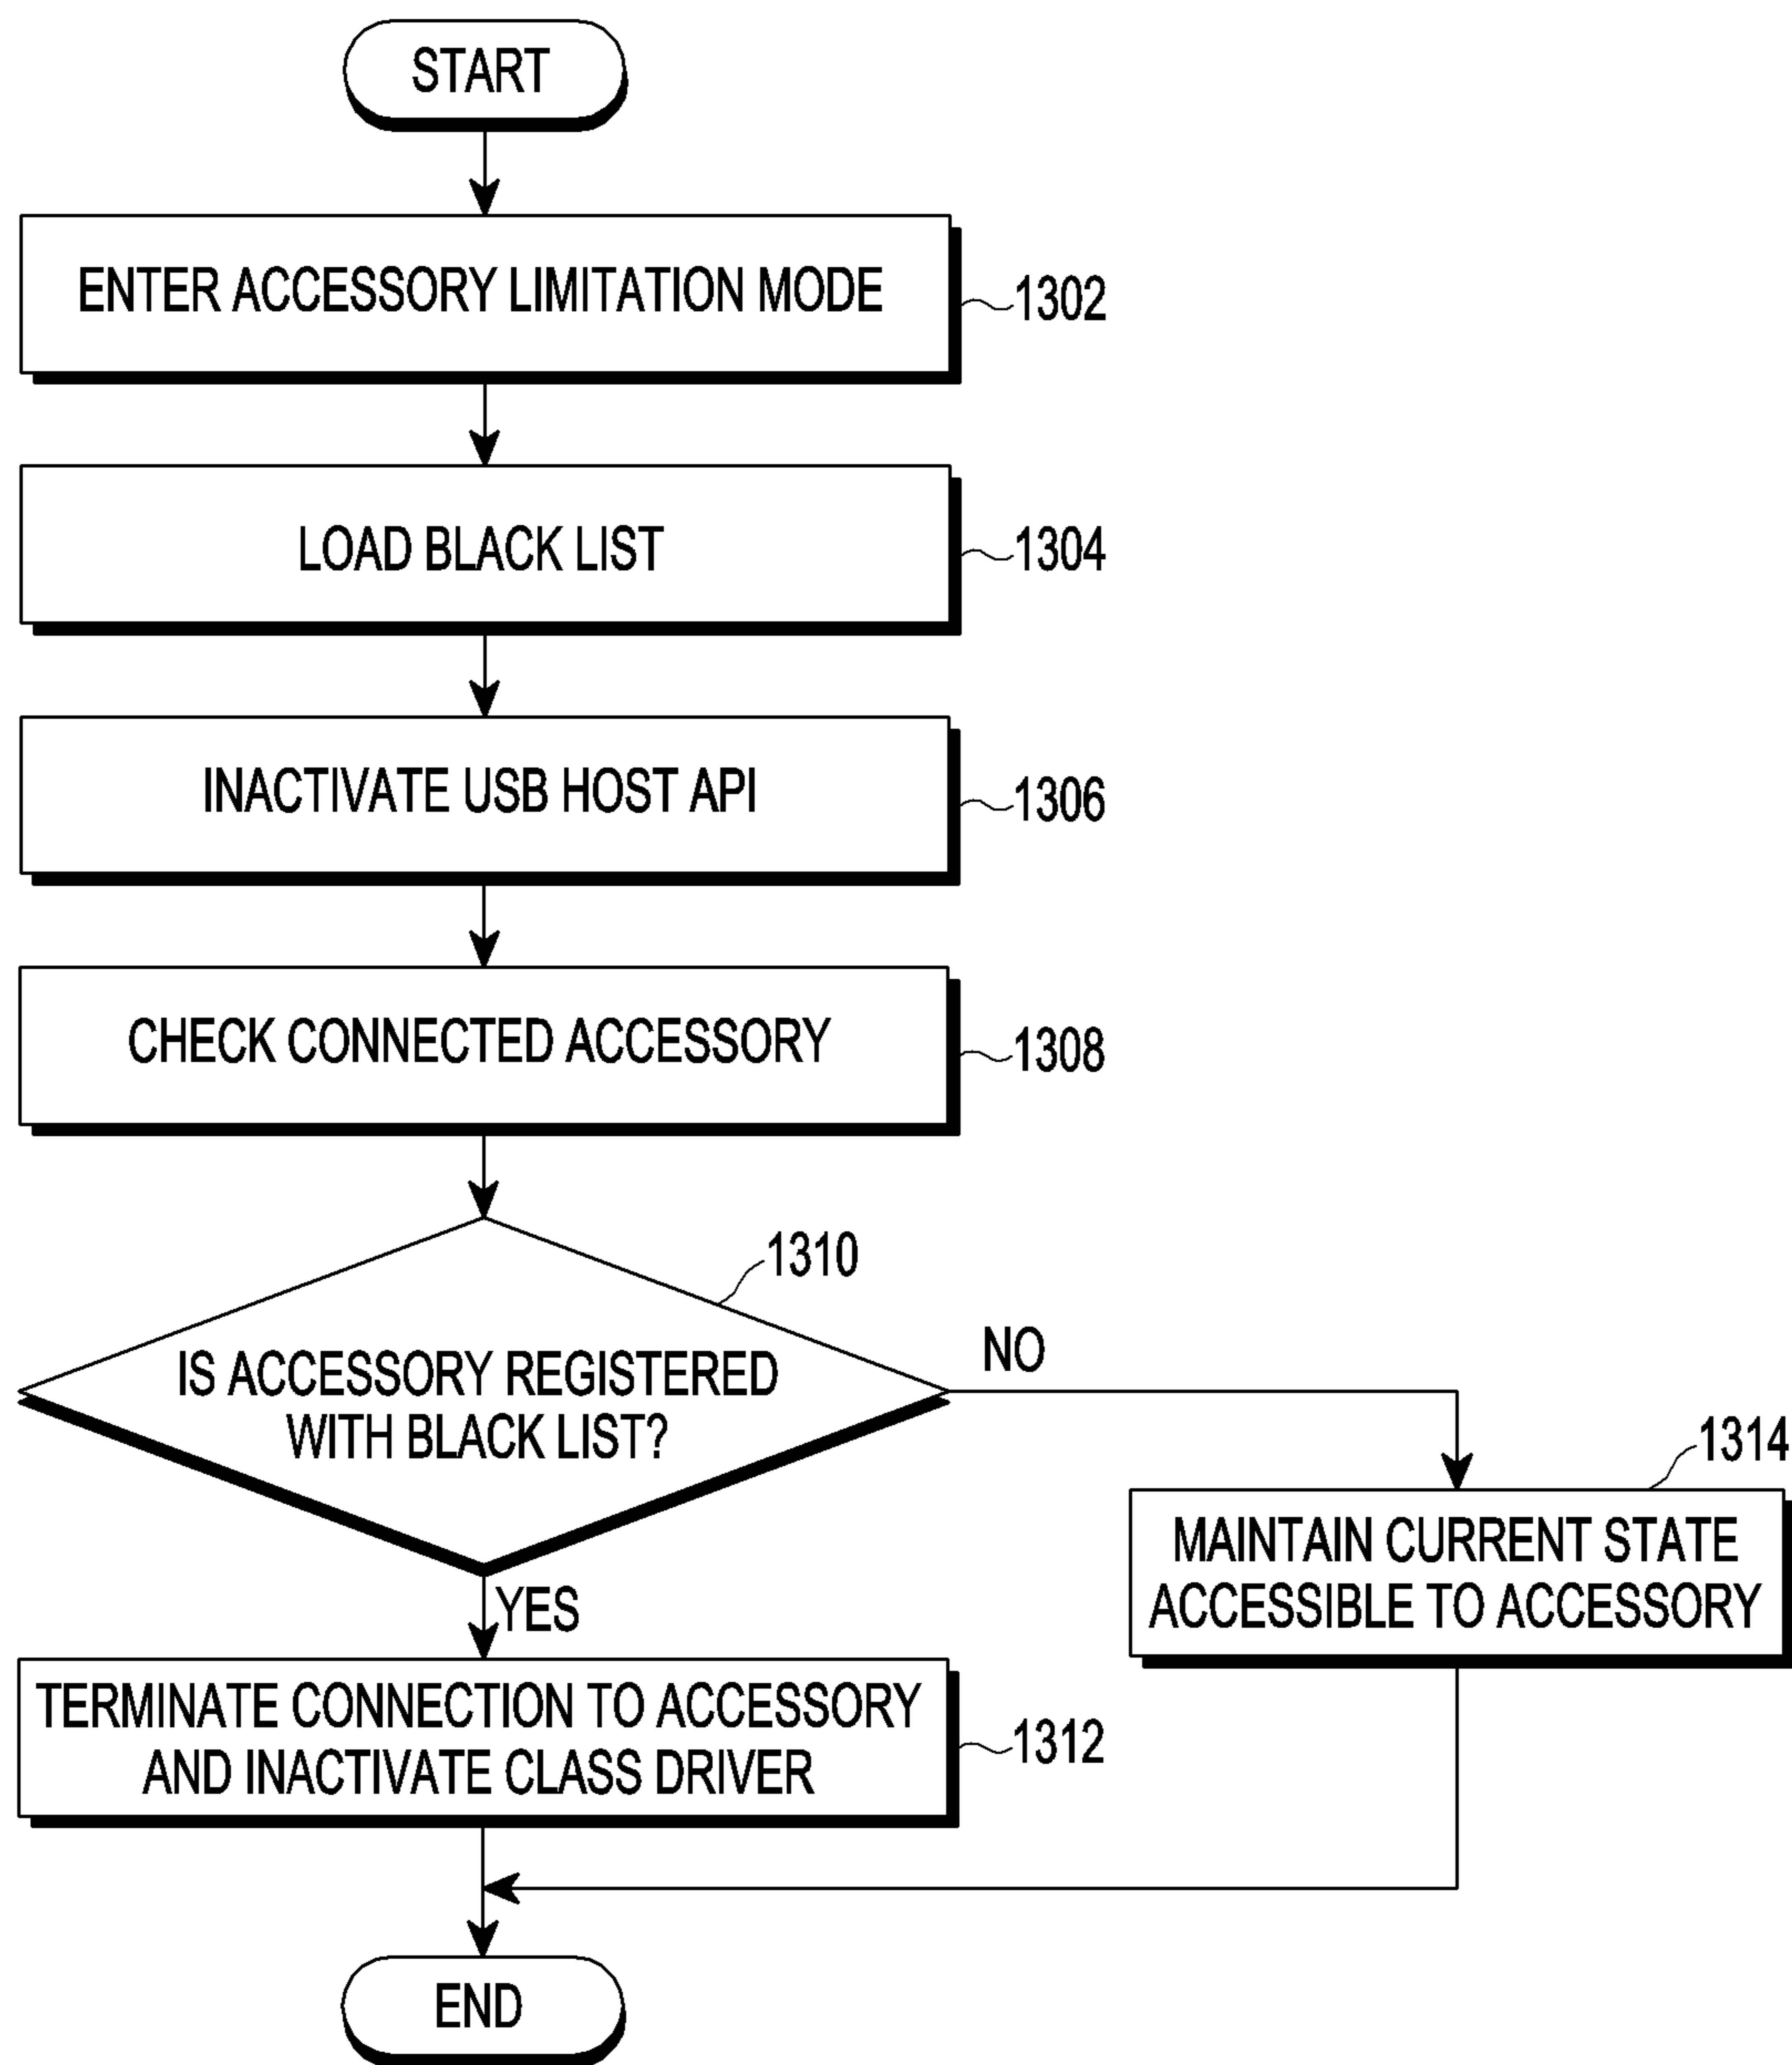 START
ENTER ACCESSORY LIMITATION MODE
1302
LOAD BLACK LIST
1304
INACTIVATE USB HOST API
1306
CHECK CONNECTED ACCESSORY
1308
1310
IS ACCESSORY REGISTERED
WITH BLACK LIST?
NO
1314
MAINTAIN CURRENT STATE
ACCESSIBLE TO ACCESSORY
YES
TERMINATE CONNECTION TO ACCESSORY
AND INACTIVATE CLASS DRIVER
1312
END